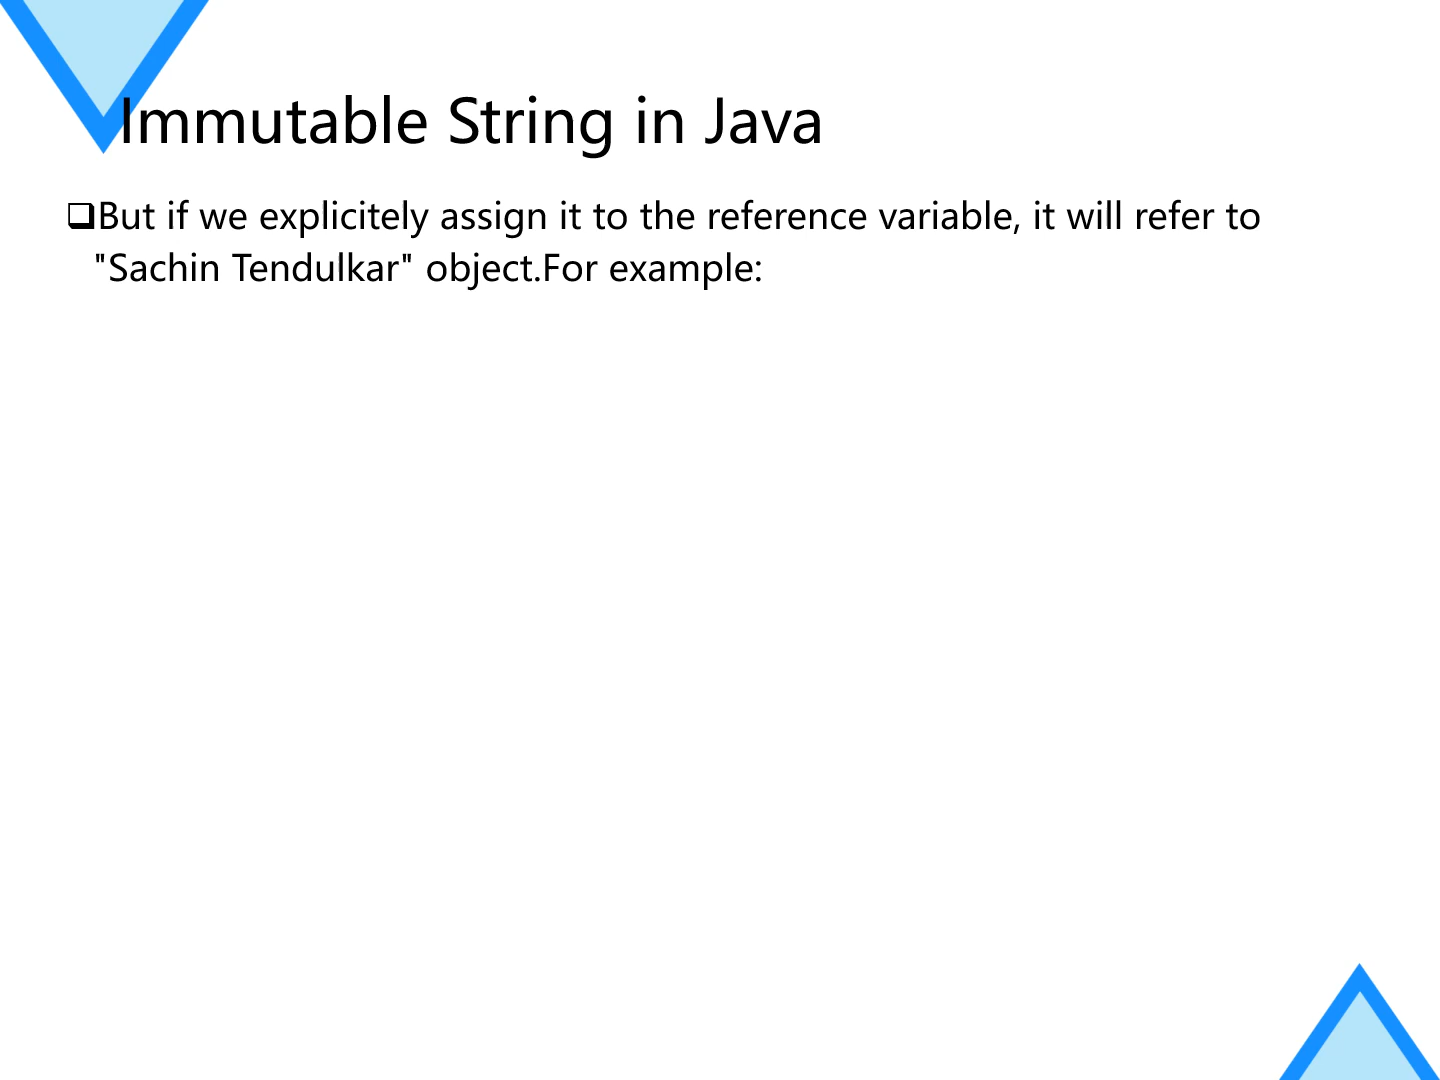 Immutable String in Java
❑But if we explicitely assign it to the reference variable, it will refer to
"Sachin Tendulkar" object.For example: